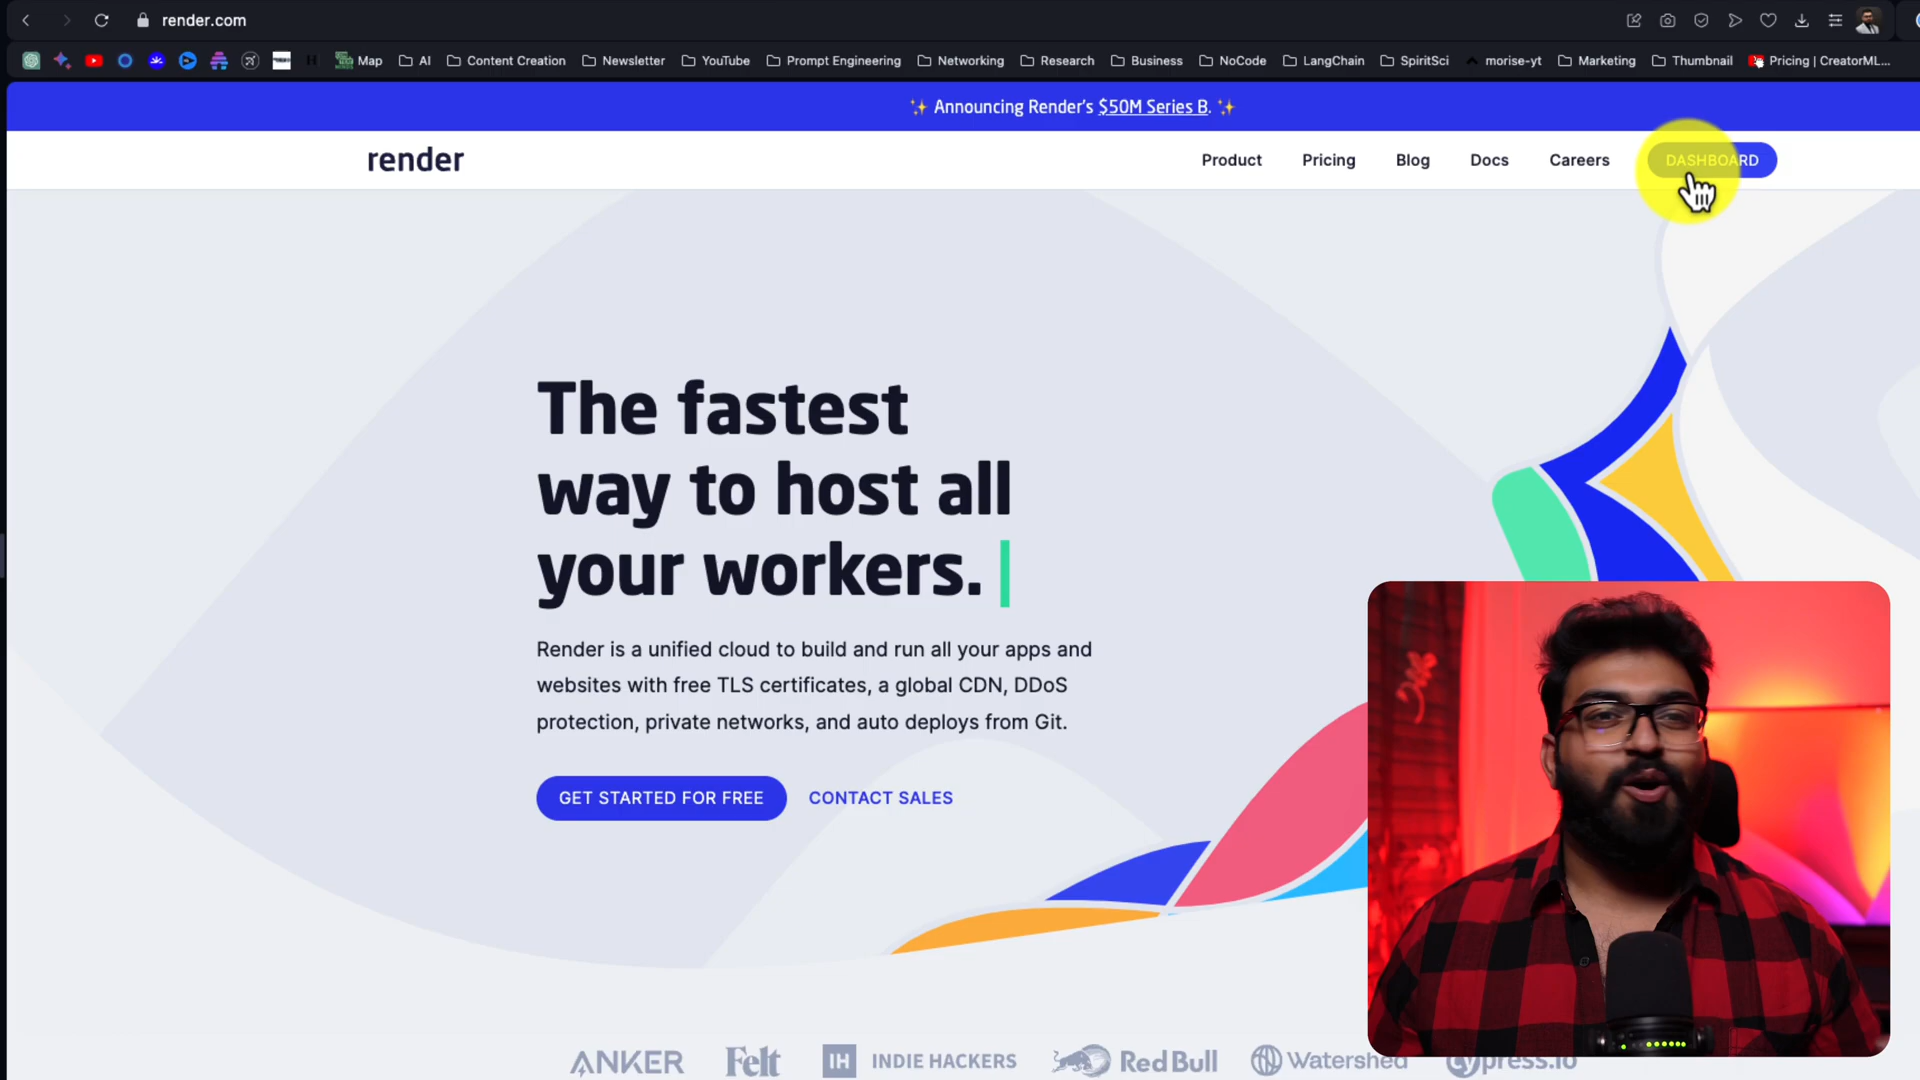 render.com
Map AI Content Creation Newsletter YouTube Prompt Engineering Networking Research Business NoCode LangChain SpiritSci morise-yt Marketing Thumbnail Pricing | CreatorML...
✨ Announcing Render's $50M Series B. ✨
render Product Pricing Blog Docs Careers DASHBOARD
The fastest
way to host all
your workers.
Render is a unified cloud to build and run all your apps and
websites with free TLS certificates, a global CDN, DDoS
protection, private networks, and auto deploys from Git.
GET STARTED FOR FREE CONTACT SALES
ANKER Felt IH INDIE HACKERS Red Bull Watershed cypress.io